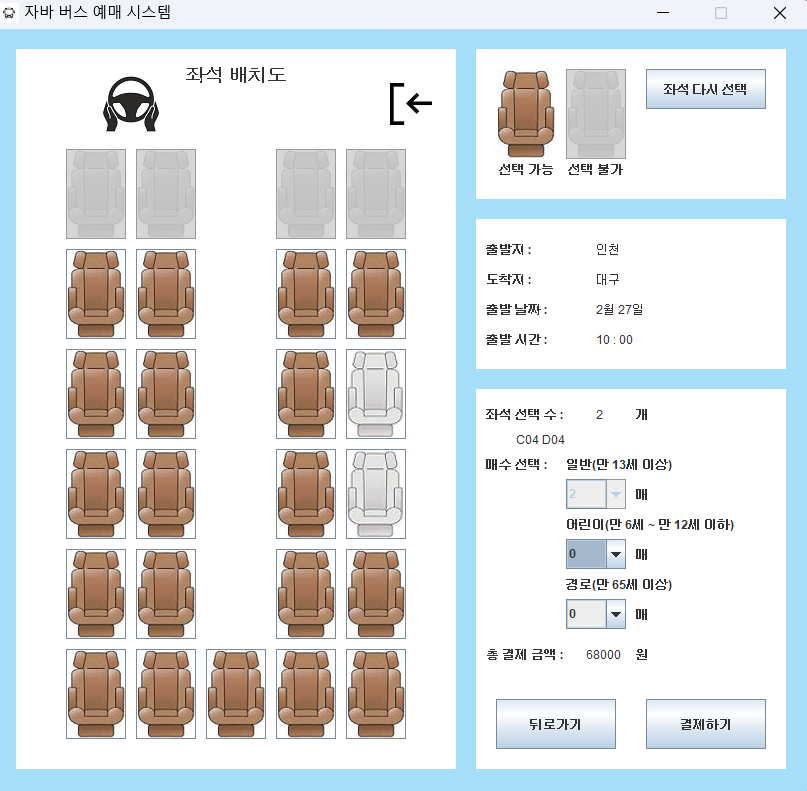 자바 버스 예매 시스템
좌석 배치도
선택 가능 선택 불가
좌석 다시 선택
출발지 : 인천
도착지 : 대구
출발 날짜 : 2월 27일
출발 시간 : 10 : 00
좌석 선택 수 : 2 개
C04 D04
매수 선택 : 일반(만 13세 이상)
2 매
어린이(만 6세 ~ 만 12세 이하)
0 매
경로(만 65세 이상)
0 매
총 결제 금액 : 68000 원
뒤로가기 결제하기